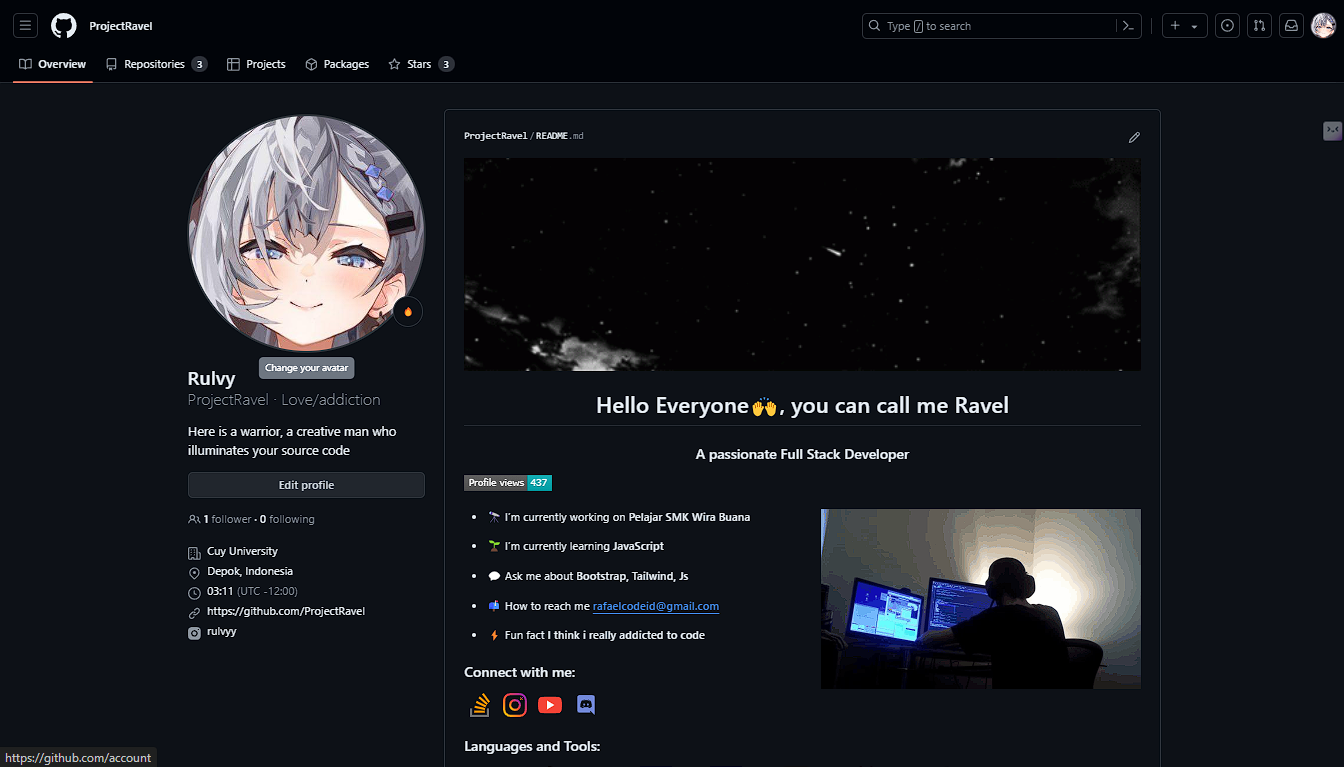 ProjectRavel
Type / to search
Overview
Repositories 3
Projects
Packages
Stars 3
Change your avatar
Rulvy
ProjectRavel · Love/addiction
Here is a warrior, a creative man who
illuminates your source code
Edit profile
1 follower · 0 following
Cuy University
Depok, Indonesia
03:11 (UTC -12:00)
https://github.com/ProjectRavel
rulvyy
ProjectRavel / README.md
Hello Everyone🙌, you can call me Ravel
A passionate Full Stack Developer
Profile views 437
🔭 I'm currently working on Pelajar SMK Wira Buana
🌱 I'm currently learning JavaScript
💬 Ask me about Bootstrap, Tailwind, Js
📫 How to reach me rafaelcodeid@gmail.com
⚡ Fun fact I think i really addicted to code
Connect with me:
Languages and Tools:
https://github.com/account